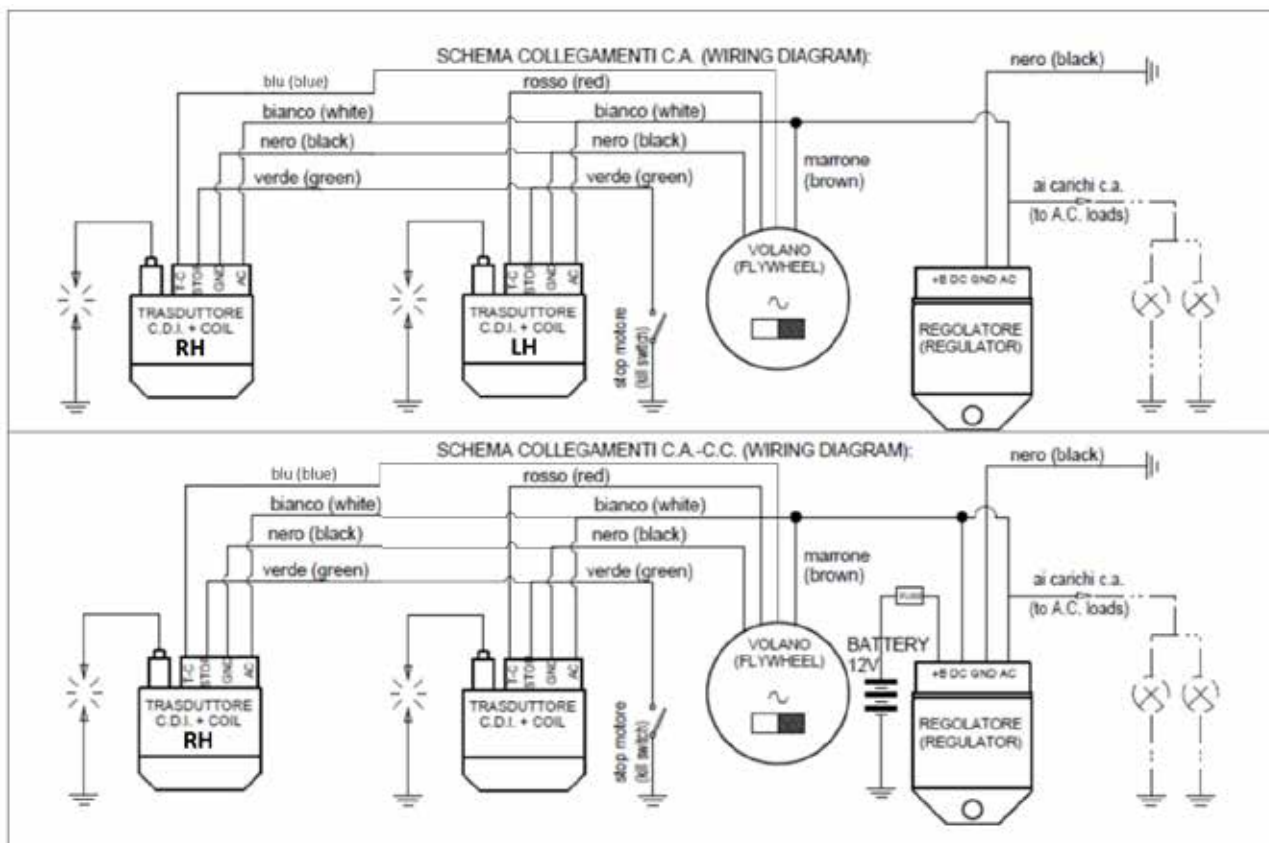 SCHEMA COLLEGAMENTI C.A. (WIRING DIAGRAM):
nero (black)
blu (blue)
rosso (red)
bianco (white)
bianco (white)
nero (black)
nero (black)
marrone
(brown)
verde (green)
verde (green)
ai carichi c.a.
(to A.C. loads)
VOLANO
(FLYWHEEL)
T-C
STOP
GND
AC
T-C
STOP
GND
AC
+B DC GND AC
TRASDUTTORE
C.D.I. + COIL
RH
TRASDUTTORE
C.D.I. + COIL
LH
stop motore
(kill switch)
REGOLATORE
(REGULATOR)
SCHEMA COLLEGAMENTI C.A.-C.C. (WIRING DIAGRAM):
nero (black)
blu (blue)
rosso (red)
bianco (white)
bianco (white)
nero (black)
nero (black)
marrone
(brown)
verde (green)
verde (green)
ai carichi c.a.
(to A.C. loads)
VOLANO
(FLYWHEEL)
BATTERY
12V
T-C
STOP
GND
AC
T-C
STOP
GND
AC
+B DC GND AC
TRASDUTTORE
C.D.I. + COIL
RH
TRASDUTTORE
C.D.I. + COIL
stop motore
(kill switch)
REGOLATORE
(REGULATOR)